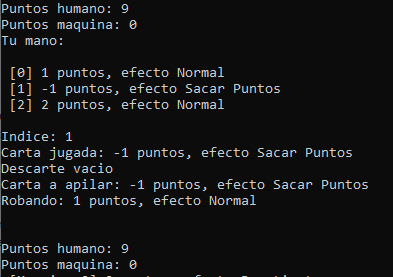 Puntos humano: 9
Puntos maquina: 0
Tu mano:
[0] 1 puntos, efecto Normal
[1] -1 puntos, efecto Sacar Puntos
[2] 2 puntos, efecto Normal
Indice: 1
Carta jugada: -1 puntos, efecto Sacar Puntos
Descarte vacio
Carta a apilar: -1 puntos, efecto Sacar Puntos
Robando: 1 puntos, efecto Normal
Puntos humano: 9
Puntos maquina: 0